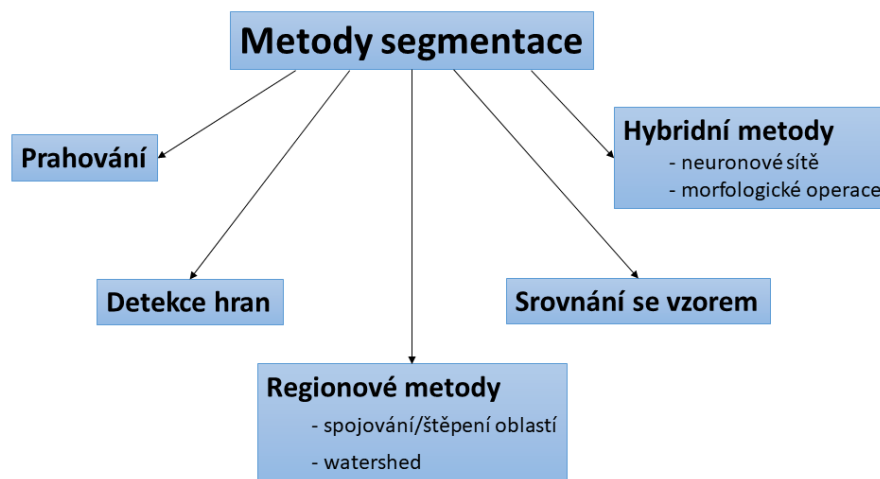 Metody segmentace
Prahování
Hybridní metody
- neuronové sítě
- morfologické operace
Detekce hran
Srovnání se vzorem
Regionové metody
- spojování/štěpení oblastí
- watershed